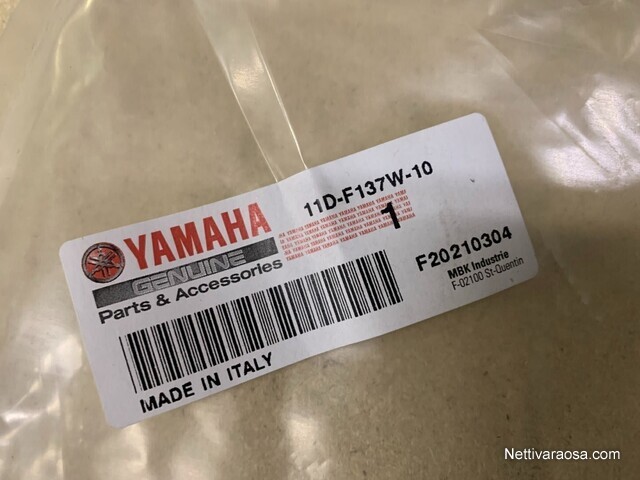 11D-F137W-10
YAMAHA
1
GENUINE
Parts & Accessories
F20210304
MBK Industrie
F-02100 St-Quentin
MADE IN ITALY
Nettivaraosa.com